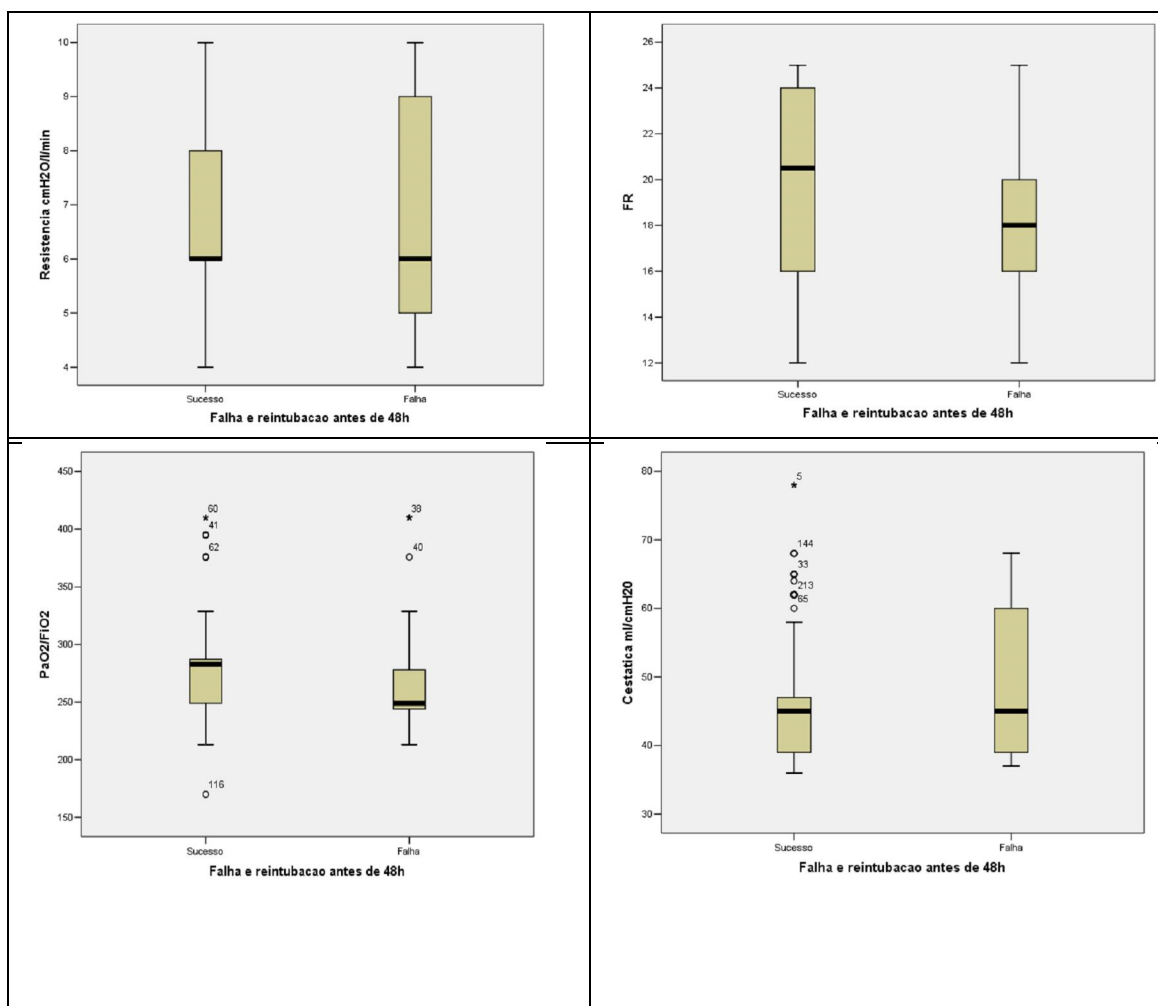 Resistencia cmH2O/l/min
10
9
8
7
6
5
4
Sucesso
Falha
Falha e reintubacao antes de 48h
FR
26
24
22
20
18
16
14
12
Sucesso
Falha
Falha e reintubacao antes de 48h
PaO2/FiO2
450
400
350
300
250
200
150
60
41
62
116
38
40
Sucesso
Falha
Falha e reintubacao antes de 48h
Cestatica ml/cmH20
80
70
60
50
40
30
5
144
33
213
65
Sucesso
Falha
Falha e reintubacao antes de 48h